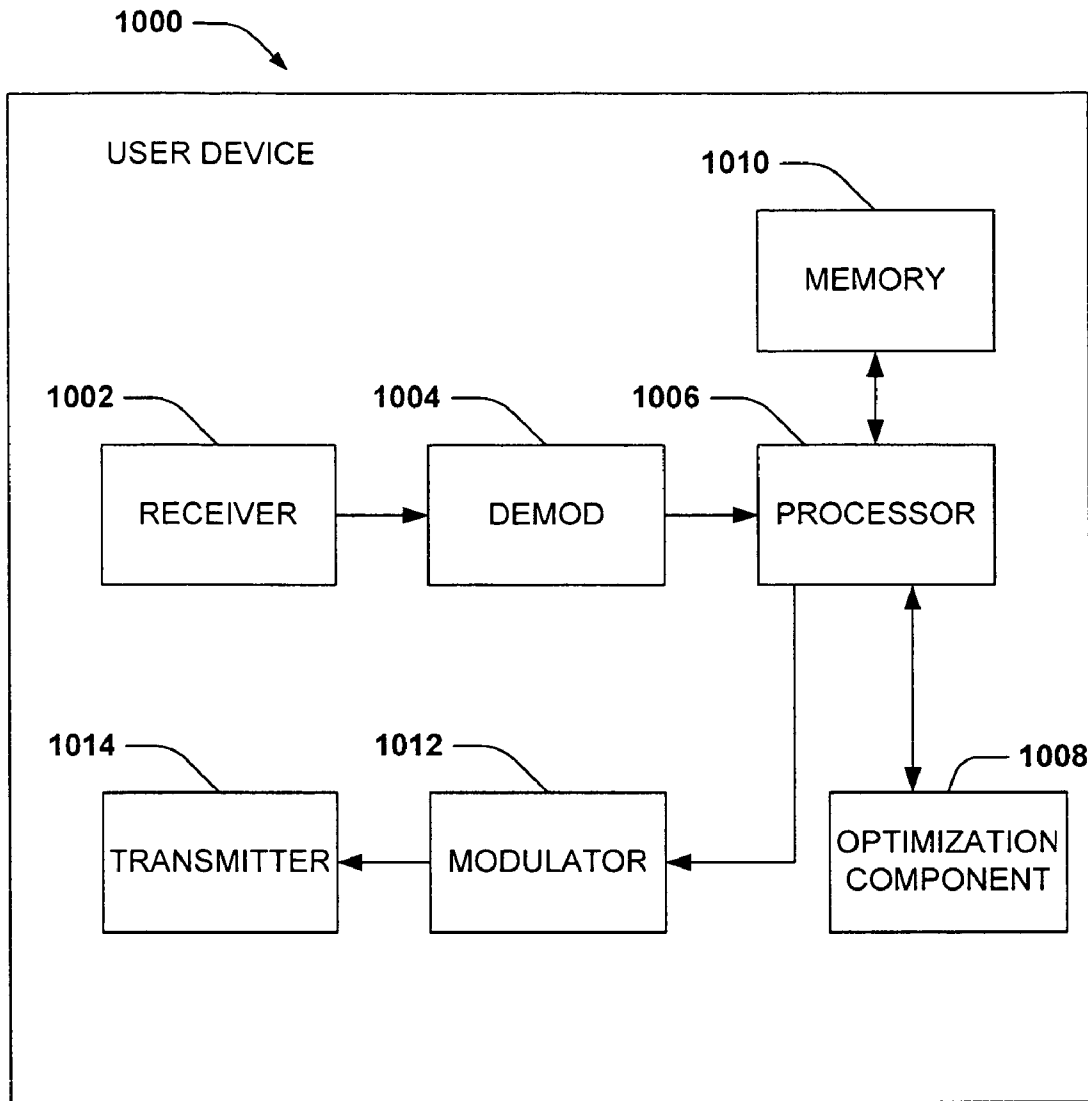 1000
USER DEVICE
1010
MEMORY
1002
1004
1006
RECEIVER
DEMOD
PROCESSOR
1014
1012
1008
TRANSMITTER
MODULATOR
OPTIMIZATION
COMPONENT